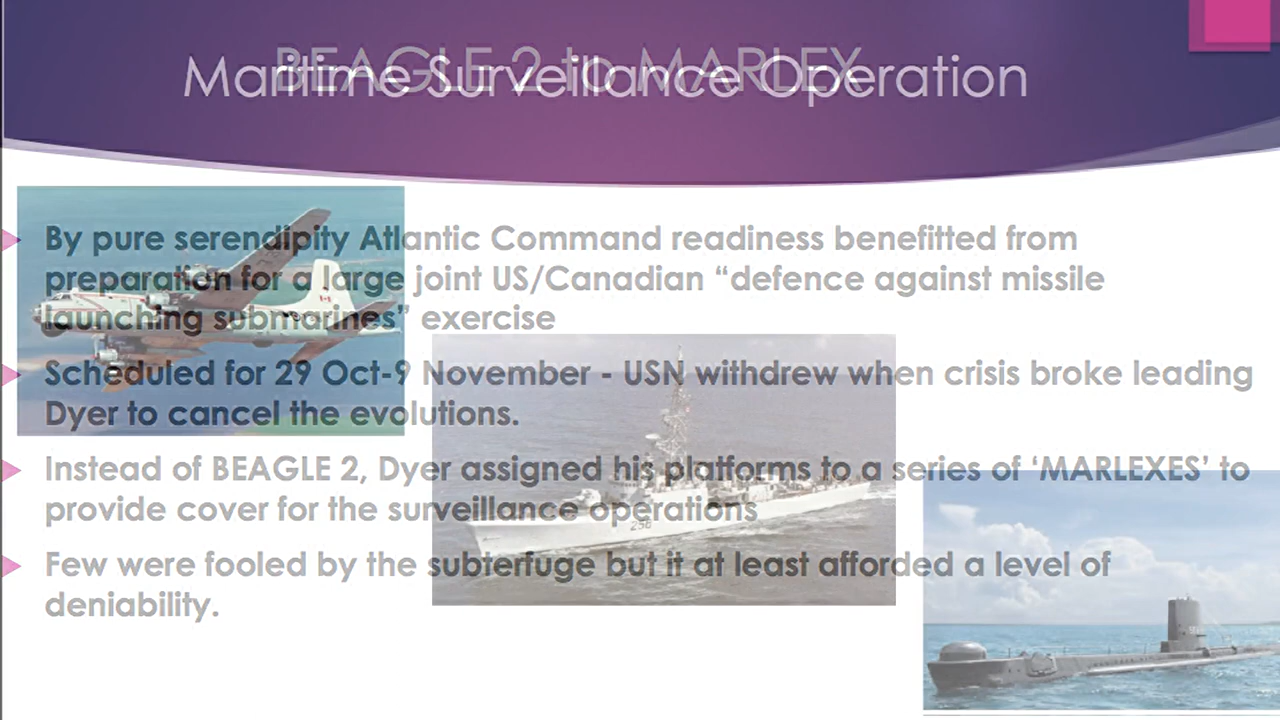 BEAGLE 2 to MARLEX
Maritime Surveillance Operation
By pure serendipity Atlantic Command readiness benefitted from
preparation for a large joint US/Canadian “defence against missile
launching submarines” exercise
Scheduled for 29 Oct-9 November - USN withdrew when crisis broke leading
Dyer to cancel the evolutions.
Instead of BEAGLE 2, Dyer assigned his platforms to a series of ‘MARLEXES’ to
provide cover for the surveillance operations
Few were fooled by the subterfuge but it at least afforded a level of
deniability.
256